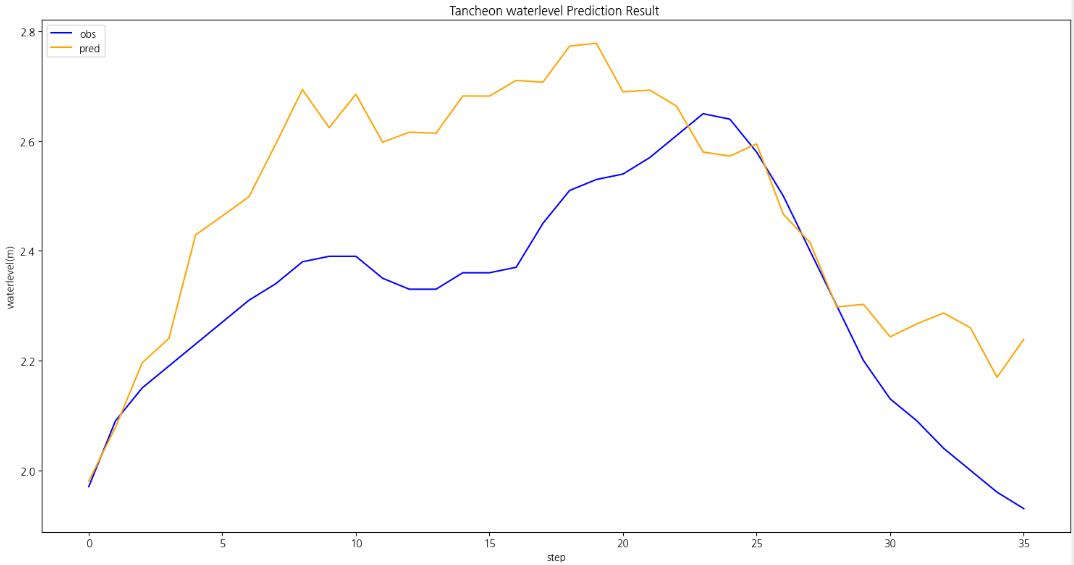 Tancheon waterlevel Prediction Result
obs
pred
2.8
2.6
2.4
2.2
2.0
waterlevel(m)
0 5 10 15 20 25 30 35
step